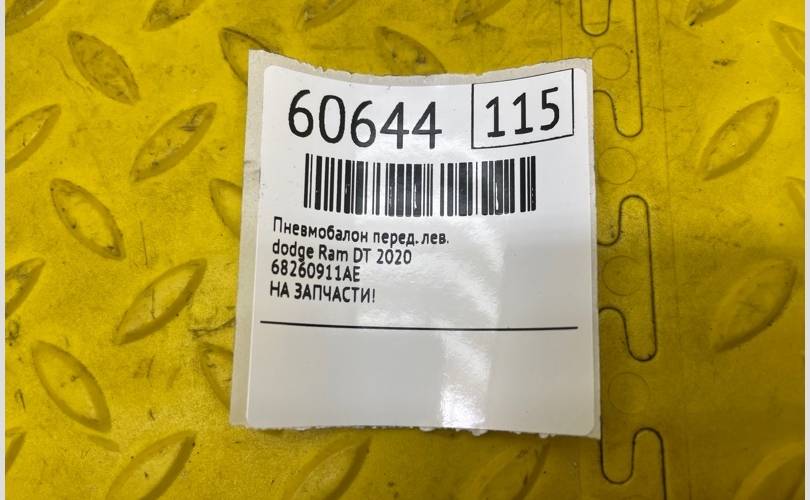 60644 115
Пневмобалон перед. лев.
dodge Ram DT 2020
68260911AE
НА ЗАПЧАСТИ!